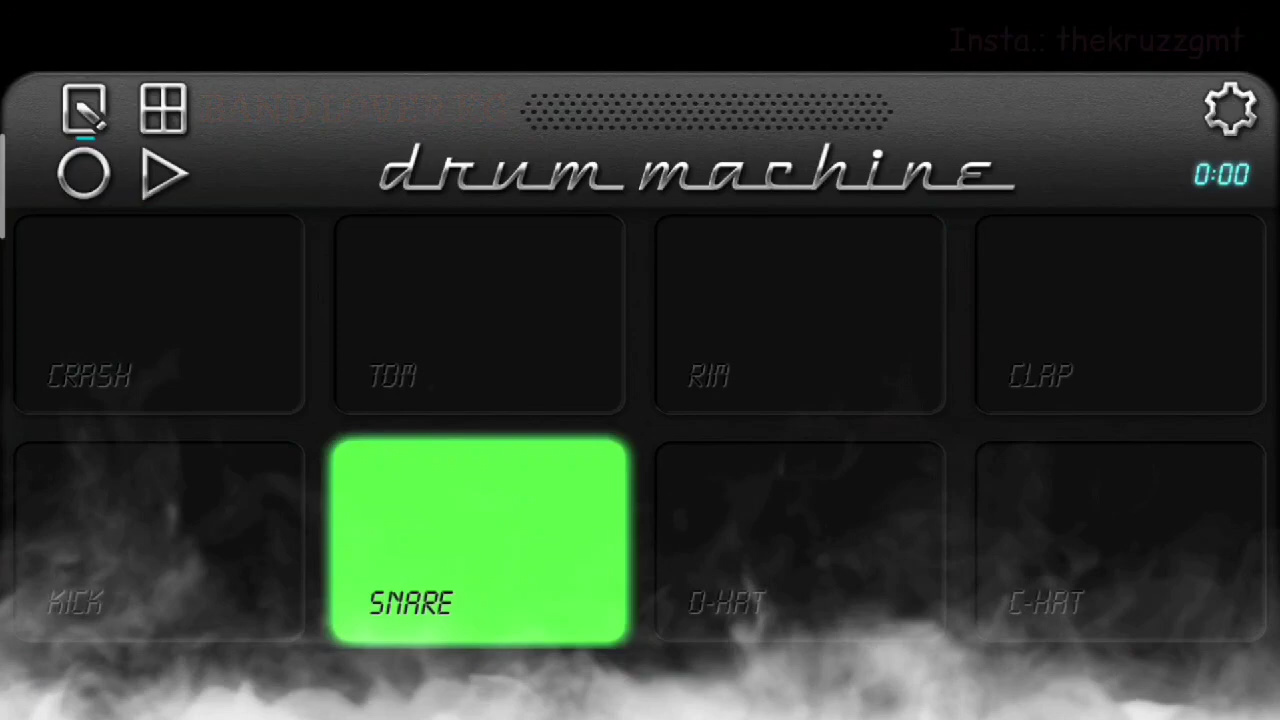 Insta.: thekruzzgmt
drum machine
0:00
CRASH
TOM
RIM
CLAP
KICK
SNARE
O-HAT
C-HAT